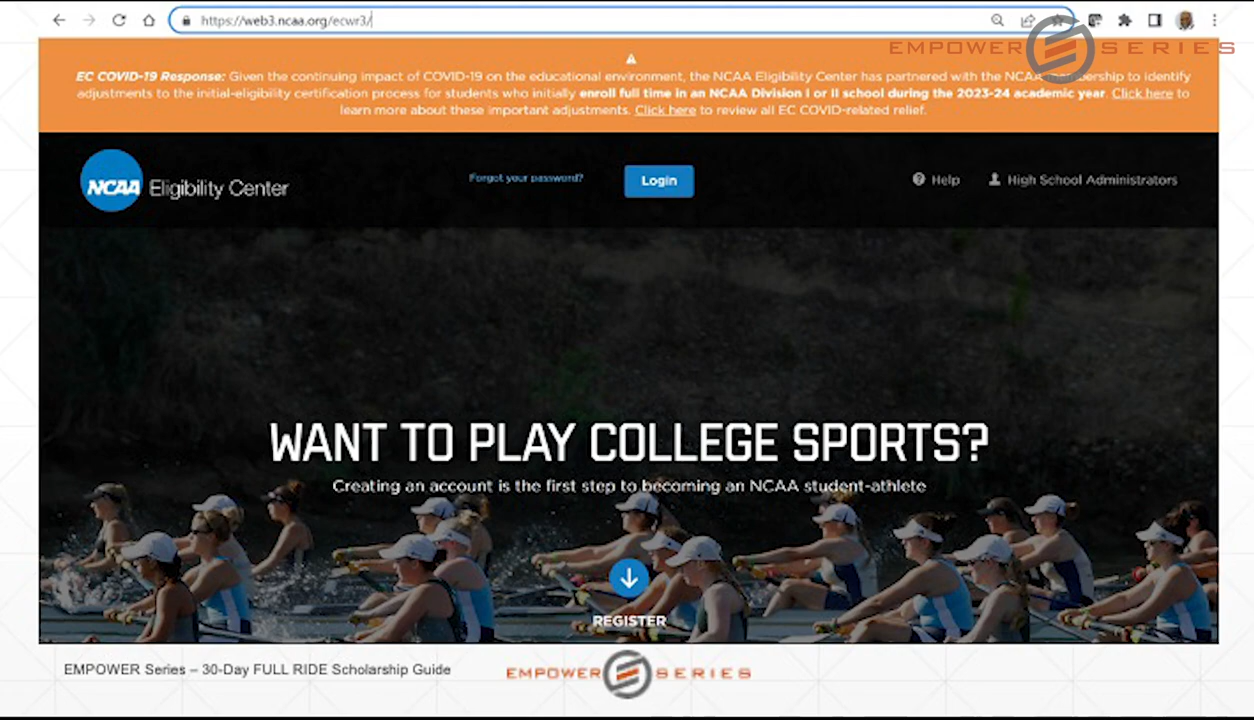 https://web3.ncaa.org/ecwr3/
EMPOWER SERIES
EC COVID-19 Response: Given the continuing impact of COVID-19 on the educational environment, the NCAA Eligibility Center has partnered with the NCAA membership to identify
adjustments to the initial-eligibility certification process for students who initially enroll full time in an NCAA Division I or II school during the 2023-24 academic year. Click here to
learn more about these important adjustments. Click here to review all EC COVID-related relief.
NCAA Eligibility Center
Forgot your password?
Login
Help
High School Administrators
WANT TO PLAY COLLEGE SPORTS?
Creating an account is the first step to becoming an NCAA student-athlete
REGISTER
EMPOWER Series – 30-Day FULL RIDE Scholarship Guide
EMPOWER SERIES